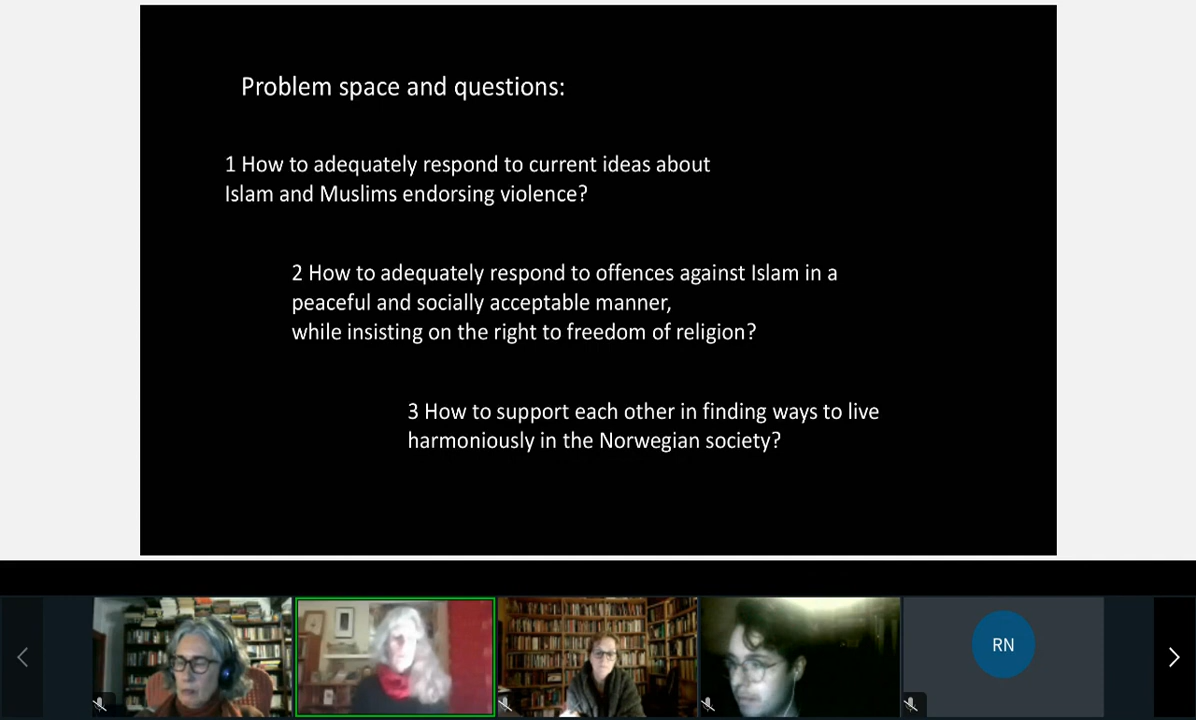 Problem space and questions:
1 How to adequately respond to current ideas about
Islam and Muslims endorsing violence?
2 How to adequately respond to offences against Islam in a
peaceful and socially acceptable manner,
while insisting on the right to freedom of religion?
3 How to support each other in finding ways to live
harmoniously in the Norwegian society?
RN